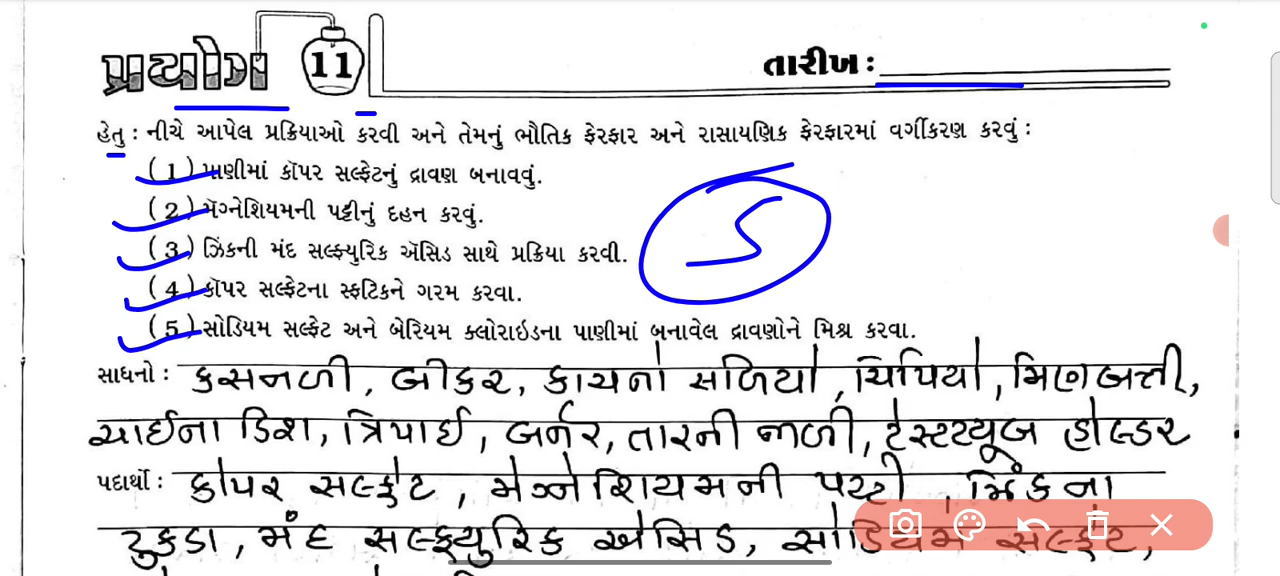 પ્રયોગ 11 તારીખ :
હેતુ : નીચે આપેલ પ્રક્રિયાઓ કરવી અને તેમનું ભૌતિક ફેરફાર અને રાસાયણિક ફેરફારમાં વર્ગીકરણ કરવું :
(1) પાણીમાં કૉપર સલ્ફેટનું દ્રાવણ બનાવવું.
(2) મૅગ્નેશિયમની પટ્ટીનું દહન કરવું.
(3) ઝિંકની મંદ સલ્ફ્યુરિક ઍસિડ સાથે પ્રક્રિયા કરવી.
(4) કૉપર સલ્ફેટના સ્ફટિકને ગરમ કરવા.
(5) સોડિયમ સલ્ફેટ અને બેરિયમ ક્લોરાઇડના પાણીમાં બનાવેલ દ્રાવણોને મિશ્ર કરવા.
5
સાધનો : કસનળી, બીકર, કાચનો સળિયો, ચિપિયો, મિણબત્તી,
ચાઈના ડિશ, ત્રિપાઈ, બર્નર, તારની જાળી, ટેસ્ટટ્યૂબ હોલ્ડર
પદાર્થો : કોપર સલ્ફેટ, મેગ્નેશિયમની પટ્ટી, ઝિંકના
ટુકડા, મંદ સલ્ફ્યુરિક એસિડ, સોડિયમ સલ્ફેટ,